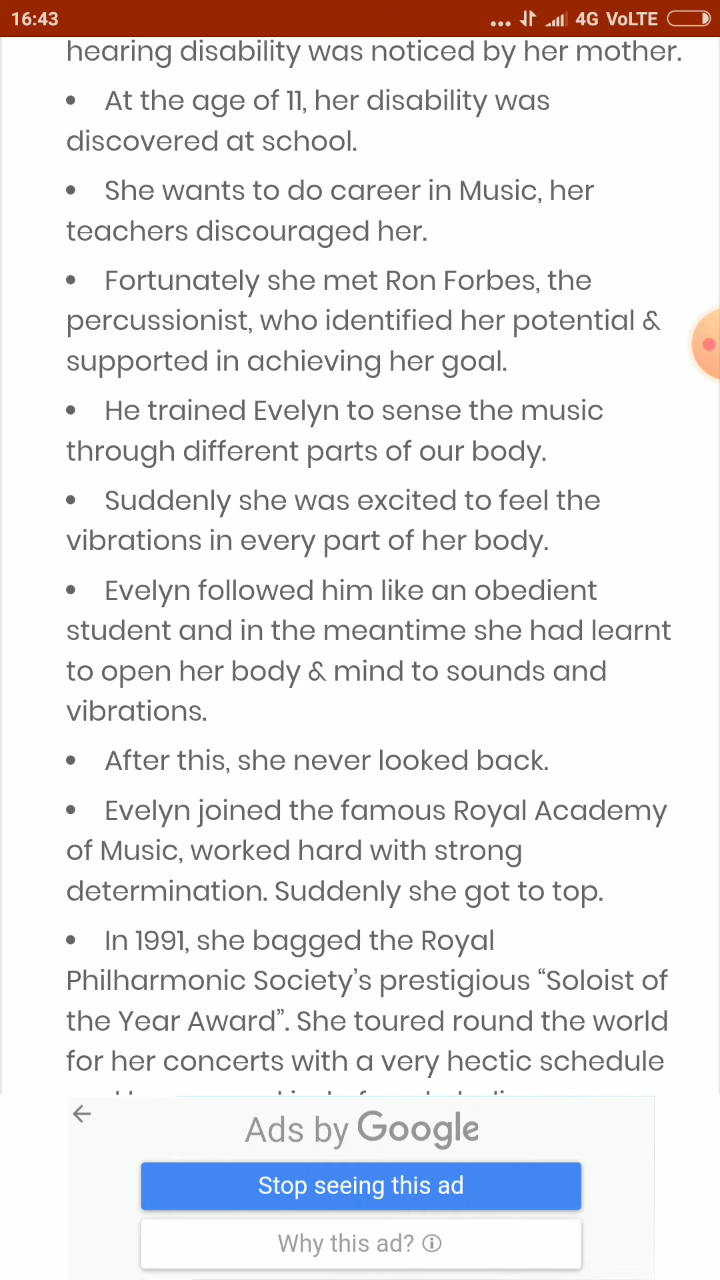 16:43 ... 4G VoLTE
hearing disability was noticed by her mother.
• At the age of 11, her disability was
discovered at school.
• She wants to do career in Music, her
teachers discouraged her.
• Fortunately she met Ron Forbes, the
percussionist, who identified her potential &
supported in achieving her goal.
• He trained Evelyn to sense the music
through different parts of our body.
• Suddenly she was excited to feel the
vibrations in every part of her body.
• Evelyn followed him like an obedient
student and in the meantime she had learnt
to open her body & mind to sounds and
vibrations.
• After this, she never looked back.
• Evelyn joined the famous Royal Academy
of Music, worked hard with strong
determination. Suddenly she got to top.
• In 1991, she bagged the Royal
Philharmonic Society’s prestigious “Soloist of
the Year Award”. She toured round the world
for her concerts with a very hectic schedule
Ads by Google
Stop seeing this ad
Why this ad?